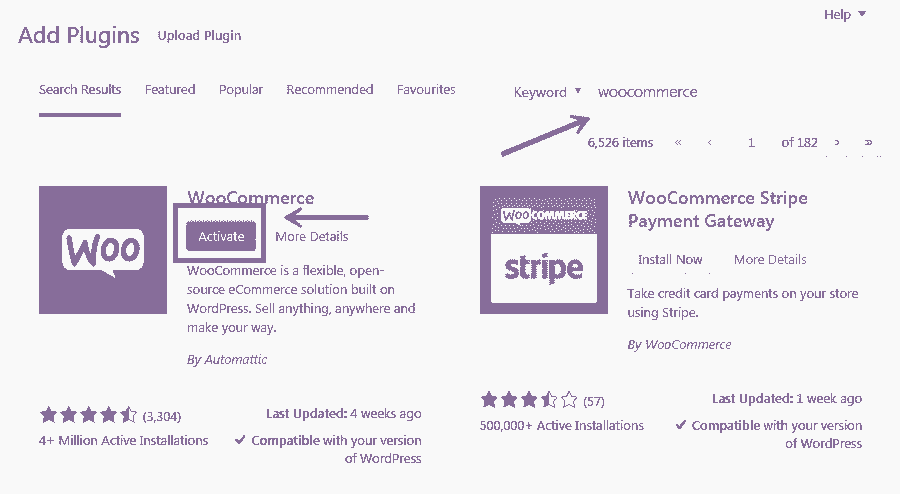 Help
Add Plugins Upload Plugin
Search Results Featured Popular Recommended Favourites Keyword woocommerce
6,526 items « ‹ 1 of 182 › »
WooCommerce
Activate More Details
WooCommerce is a flexible, open-
source eCommerce solution built on
WordPress. Sell anything, anywhere and
make your way.
By Automattic
WOO
(3,304)
Last Updated: 4 weeks ago
4+ Million Active Installations
Compatible with your version
of WordPress
WooCommerce Stripe
Payment Gateway
Install Now More Details
Take credit card payments on your store
using Stripe.
By WooCommerce
WOOCOMMERCE
stripe
(57)
Last Updated: 1 week ago
500,000+ Active Installations
Compatible with your version
of WordPress